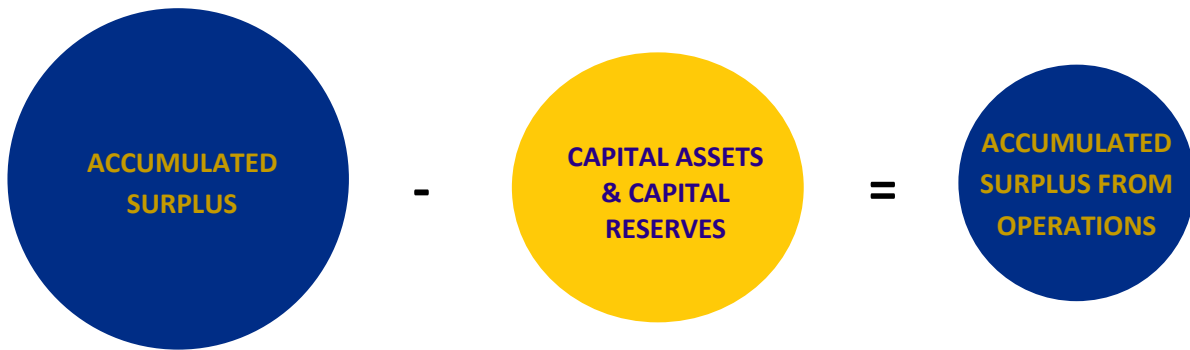 ACCUMULATED
SURPLUS
-
CAPITAL ASSETS
& CAPITAL
RESERVES
=
ACCUMULATED
SURPLUS FROM
OPERATIONS